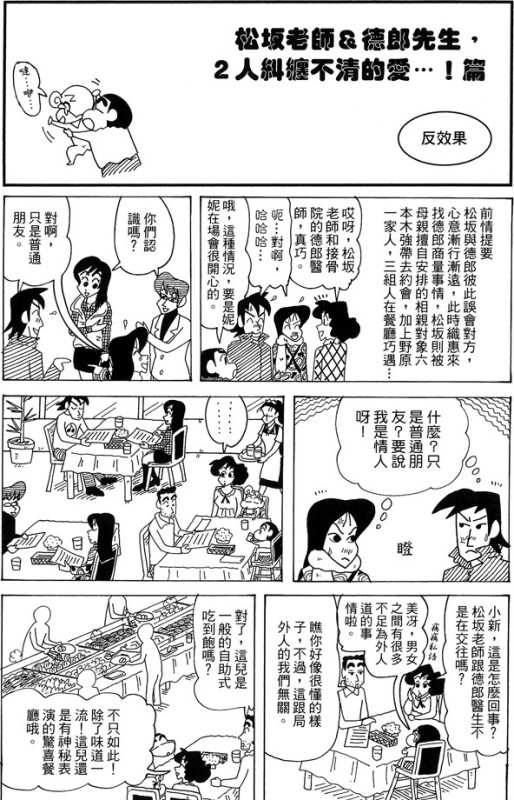 松坂老師＆德郎先生，
２人糾纏不清的愛…！篇
哇…咿…
反效果
前情提要
松坂與德郎彼此誤會對方，
心意漸行漸遠，此時織惠來
找德郎商量事情，松坂則被
母親擅自安排的相親對象六
本木強帶去約會，加上野原
一家人，三組人在餐廳巧遇…
哎呀，松坂
老師和接骨
院的德郎醫
師，真巧。
呃…對啊，
哈哈哈…
哦，這種情況，要是妮
妮在場會很開心的。
你們認
識嗎？
對啊，
只是普通
朋友。
什麼？只
是普通朋
友？要說
我是情人
呀！
瞪
……
小新，這是怎麼回事？
松坂老師跟德郎醫生不
是在交往嗎？
竊竊私語
美冴，男女
之間有很多
不足為外人
道的事
情啦。
瞧你好像很懂的樣
子，不過，這跟局
外人的我們無關。
對了，這兒是
一般的自助式
吃到飽嗎？
不只如此！
除了味道一
流！這兒還
是有神秘表
演的驚喜餐
廳哦。